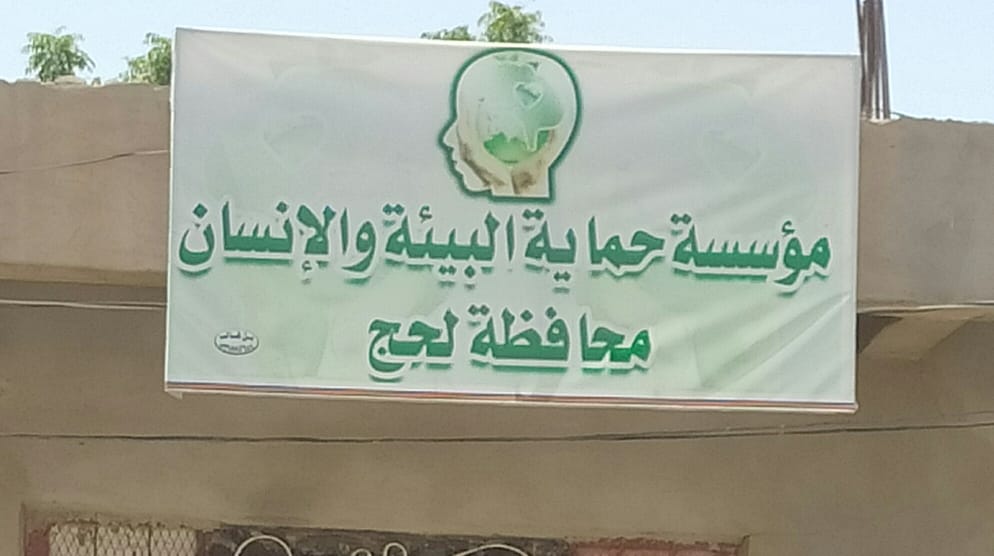 مؤسسة حماية البيئة والإنسان
محافظة لحج